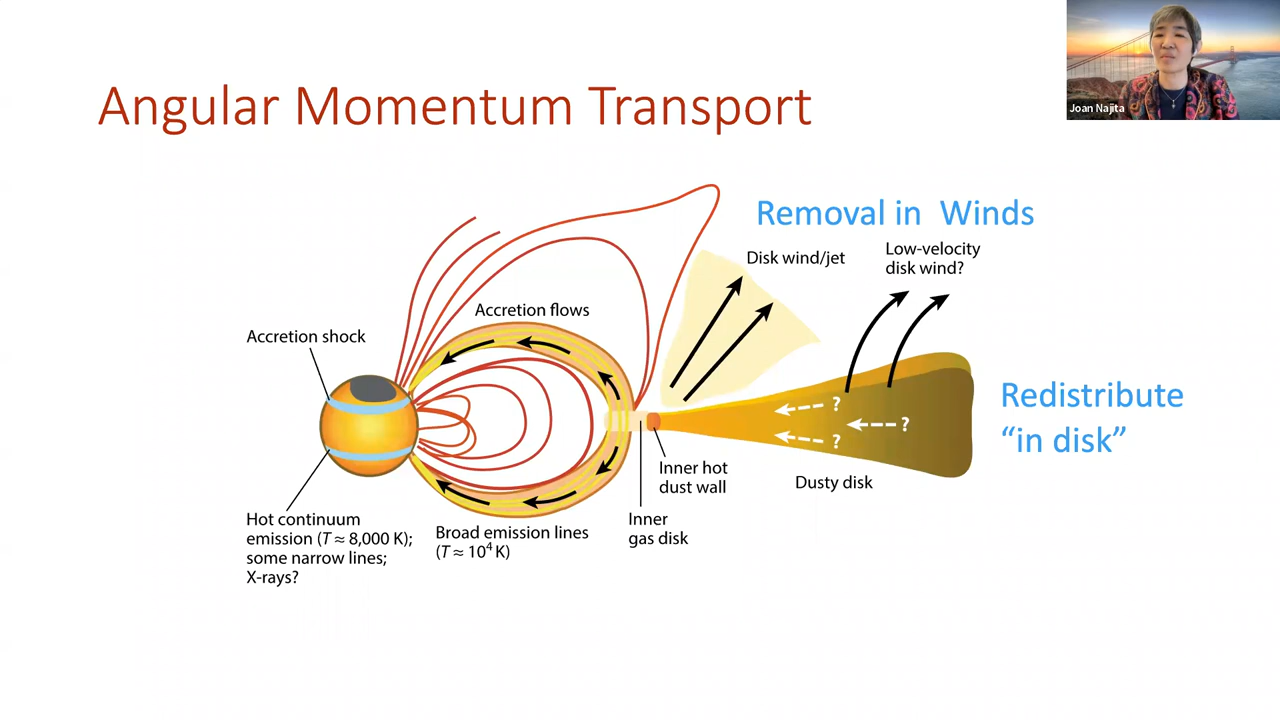 Joan Najita
Angular Momentum Transport
Removal in Winds
Disk wind/jet
Low-velocity
disk wind?
Accretion flows
Accretion shock
Redistribute
“in disk”
?
?
?
Inner hot
dust wall
Dusty disk
Inner
gas disk
Hot continuum
emission (T ≈ 8,000 K);
some narrow lines;
X-rays?
Broad emission lines
(T ≈ 10⁴ K)